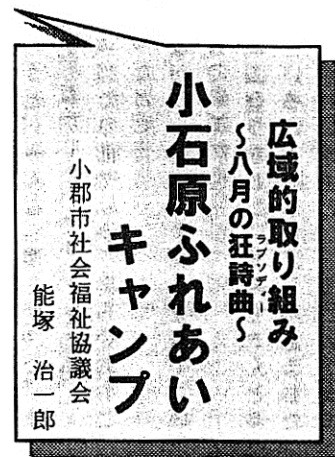 広域的取り組み
～八月の狂詩曲～
ラプソディー
小石原ふれあい
キャンプ
小郡市社会福祉協議会
能塚 治一郎